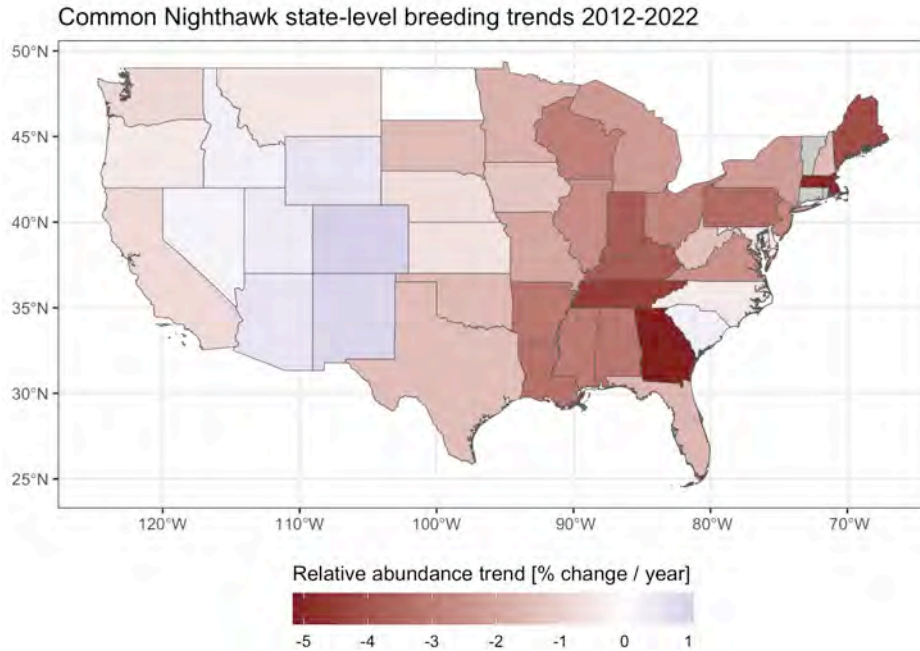 Common Nighthawk state-level breeding trends 2012-2022
50°N
45°N
40°N
35°N
30°N
25°N
120°W 110°W 100°W 90°W 80°W 70°W
Relative abundance trend [% change / year]
-5 -4 -3 -2 -1 0 1